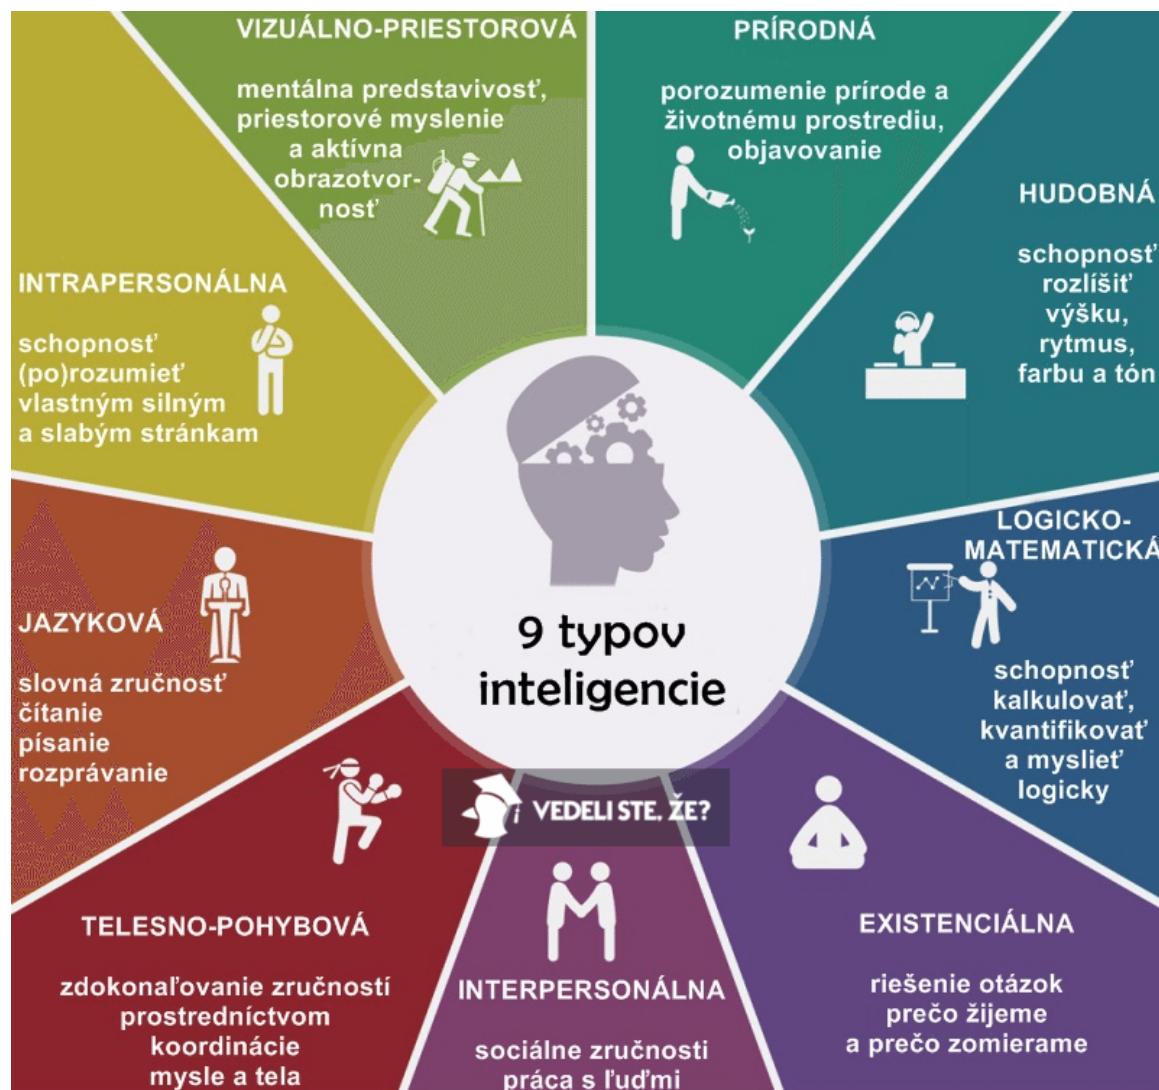 VIZUÁLNO-PRIESTOROVÁ
mentálna predstavivosť,
priestorové myslenie
a aktívna
obrazotvor-
nosť
PRÍRODNÁ
porozumenie prírode a
životnému prostrediu,
objavovanie
HUDOBNÁ
schopnosť
rozlíšiť
výšku,
rytmus,
farbu a tón
INTRAPERSONÁLNA
schopnosť
(po)rozumieť
vlastným silným
a slabým stránkam
LOGICKO-
MATEMATICKÁ
schopnosť
kalkulovať,
kvantifikovať
a myslieť
logicky
9 typov
inteligencie
JAZYKOVÁ
slovná zručnosť
čítanie
písanie
rozprávanie
VEDELI STE, ŽE?
TELESNO-POHYBOVÁ
zdokonaľovanie zručností
prostredníctvom
koordinácie
mysle a tela
INTERPERSONÁLNA
sociálne zručnosti
práca s ľuďmi
EXISTENCIÁLNA
riešenie otázok
prečo žijeme
a prečo zomierame